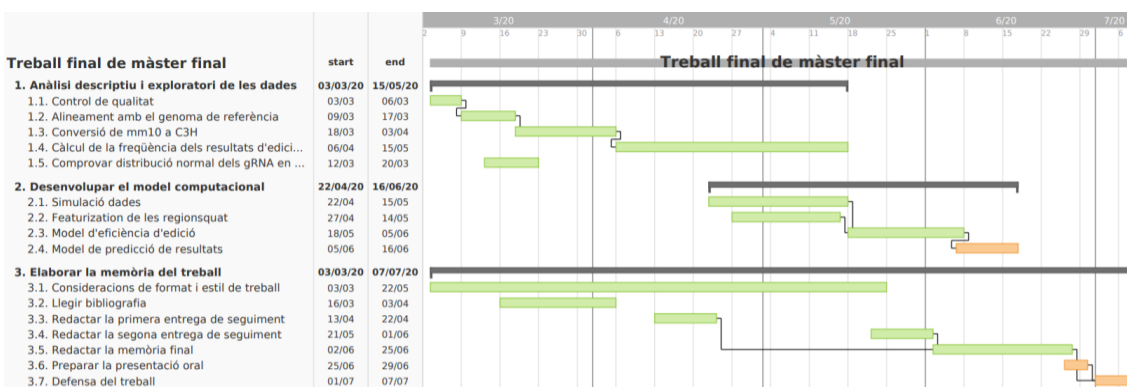 3/20 4/20 5/20 6/20 7/20
2 9 16 23 30 6 13 20 27 4 11 18 25 1 8 15 22 29 6
Treball final de màster final start end Treball final de màster final
1. Anàlisi descriptiu i exploratori de les dades 03/03/20 15/05/20
1.1. Control de qualitat 03/03 06/03
1.2. Alineament amb el genoma de referència 09/03 17/03
1.3. Conversió de mm10 a C3H 18/03 03/04
1.4. Càlcul de la freqüència dels resultats d'edici... 06/04 15/05
1.5. Comprovar distribució normal dels gRNA en ... 12/03 20/03
2. Desenvolupar el model computacional 22/04/20 16/06/20
2.1. Simulació dades 22/04 15/05
2.2. Featurization de les regionsquat 27/04 14/05
2.3. Model d'eficiència d'edició 18/05 05/06
2.4. Model de predicció de resultats 05/06 16/06
3. Elaborar la memòria del treball 03/03/20 07/07/20
3.1. Consideracions de format i estil de treball 03/03 22/05
3.2. Llegir bibliografia 16/03 03/04
3.3. Redactar la primera entrega de seguiment 13/04 22/04
3.4. Redactar la segona entrega de seguiment 21/05 01/06
3.5. Redactar la memòria final 02/06 25/06
3.6. Preparar la presentació oral 25/06 29/06
3.7. Defensa del treball 01/07 07/07